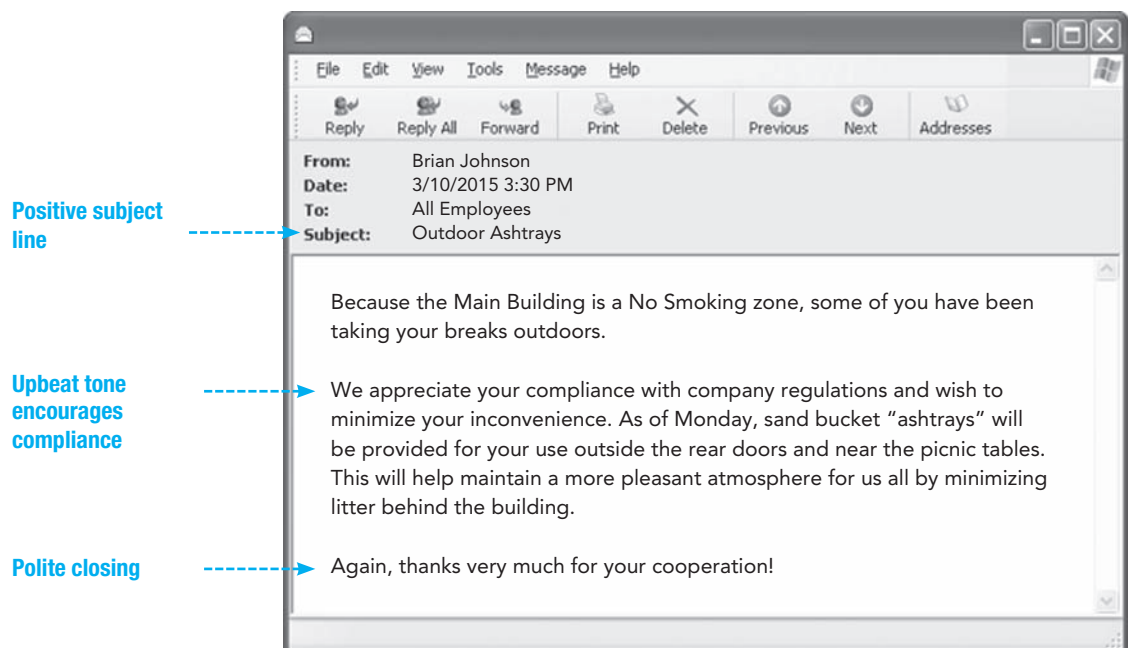 File Edit View Tools Message Help
Reply Reply All Forward Print Delete Previous Next Addresses
From: Brian Johnson
Date: 3/10/2015 3:30 PM
To: All Employees
Positive subject
line
Subject: Outdoor Ashtrays
Because the Main Building is a No Smoking zone, some of you have been
taking your breaks outdoors.
Upbeat tone
encourages
compliance
We appreciate your compliance with company regulations and wish to
minimize your inconvenience. As of Monday, sand bucket “ashtrays” will
be provided for your use outside the rear doors and near the picnic tables.
This will help maintain a more pleasant atmosphere for us all by minimizing
litter behind the building.
Polite closing
Again, thanks very much for your cooperation!